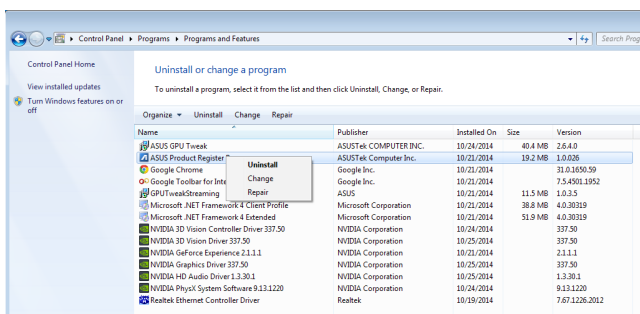 Control Panel ▸ Programs ▸ Programs and Features
Search Prog
Control Panel Home
View installed updates
Turn Windows features on or off
Uninstall or change a program
To uninstall a program, select it from the list and then click Uninstall, Change, or Repair.
Organize Uninstall Change Repair
Name Publisher Installed On Size Version
ASUS GPU Tweak ASUSTek COMPUTER INC. 10/24/2014 40.4 MB 2.6.4.0
ASUS Product Register ASUSTek Computer Inc. 10/21/2014 19.2 MB 1.0.026
Google Chrome Google Inc. 10/21/2014 31.0.1650.59
Google Toolbar for Inte Google Inc. 10/21/2014 7.5.4501.1952
GPUTweakStreaming ASUS 10/21/2014 11.5 MB 1.0.3.5
Microsoft .NET Framework 4 Client Profile Microsoft Corporation 10/21/2014 38.8 MB 4.0.30319
Microsoft .NET Framework 4 Extended Microsoft Corporation 10/21/2014 51.9 MB 4.0.30319
NVIDIA 3D Vision Controller Driver 337.50 NVIDIA Corporation 10/24/2014 337.50
NVIDIA 3D Vision Driver 337.50 NVIDIA Corporation 10/25/2014 337.50
NVIDIA GeForce Experience 2.1.1.1 NVIDIA Corporation 10/21/2014 2.1.1.1
NVIDIA Graphics Driver 337.50 NVIDIA Corporation 10/25/2014 337.50
NVIDIA HD Audio Driver 1.3.30.1 NVIDIA Corporation 10/25/2014 1.3.30.1
NVIDIA PhysX System Software 9.13.1220 NVIDIA Corporation 10/24/2014 9.13.1220
Realtek Ethernet Controller Driver Realtek 10/19/2014 7.67.1226.2012
Uninstall
Change
Repair